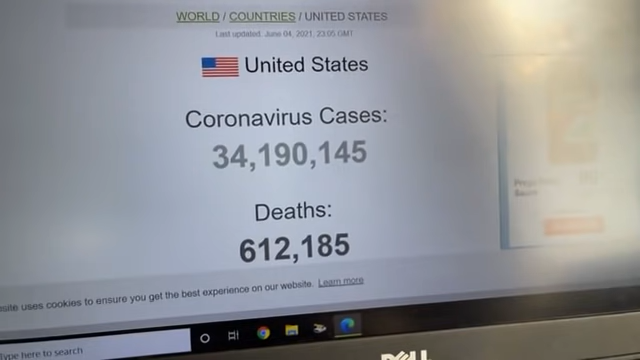 WORLD / COUNTRIES / UNITED STATES
Last updated: June 04, 2021, 23:05 GMT
United States
Coronavirus Cases:
34,190,145
Deaths:
612,185
site uses cookies to ensure you get the best experience on our website. Learn more
Type here to search
DELL